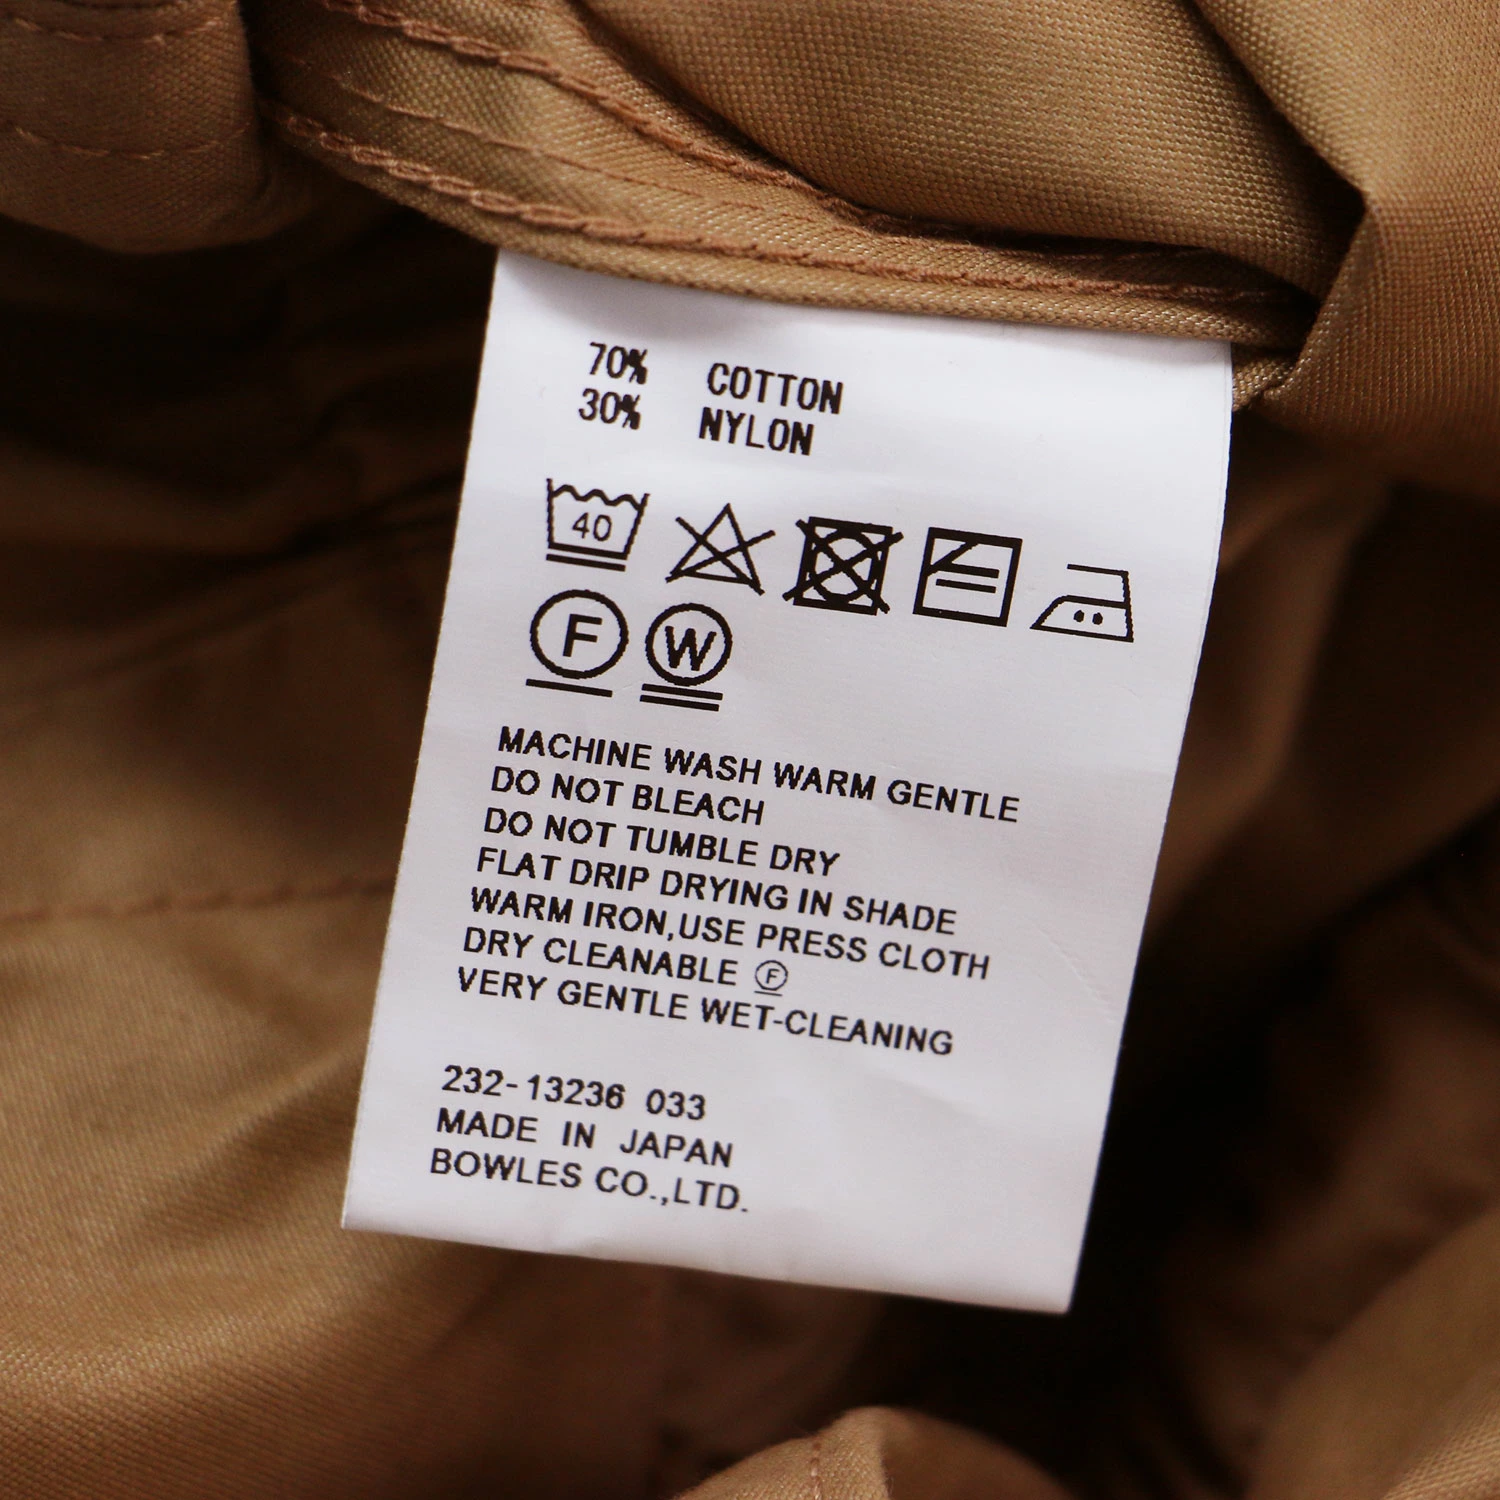 70% COTTON
30% NYLON
40
F W
MACHINE WASH WARM GENTLE
DO NOT BLEACH
DO NOT TUMBLE DRY
FLAT DRIP DRYING IN SHADE
WARM IRON,USE PRESS CLOTH
DRY CLEANABLE Ⓕ
VERY GENTLE WET-CLEANING
232-13236 033
MADE IN JAPAN
BOWLES CO.,LTD.